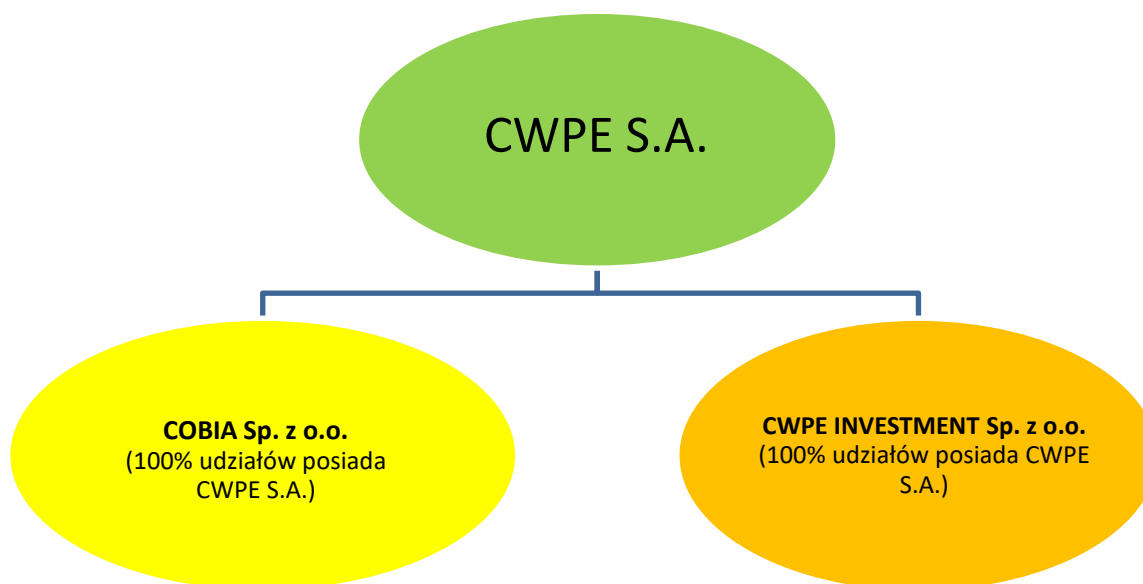 CWPE S.A.
COBIA Sp. z o.o.
(100% udziałów posiada
CWPE S.A.)
CWPE INVESTMENT Sp. z o.o.
(100% udziałów posiada CWPE
S.A.)